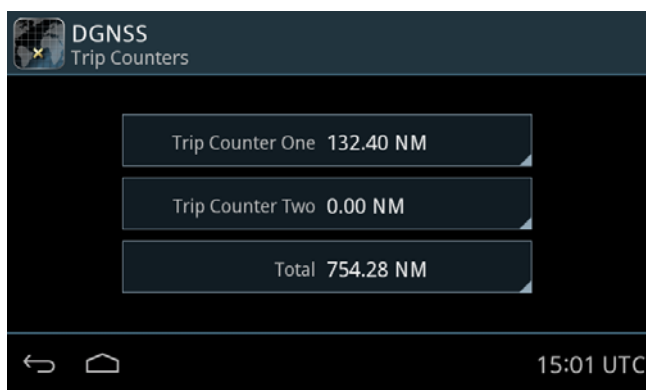 DGNSS
Trip Counters
Trip Counter One 132.40 NM
Trip Counter Two 0.00 NM
Total 754.28 NM
15:01 UTC